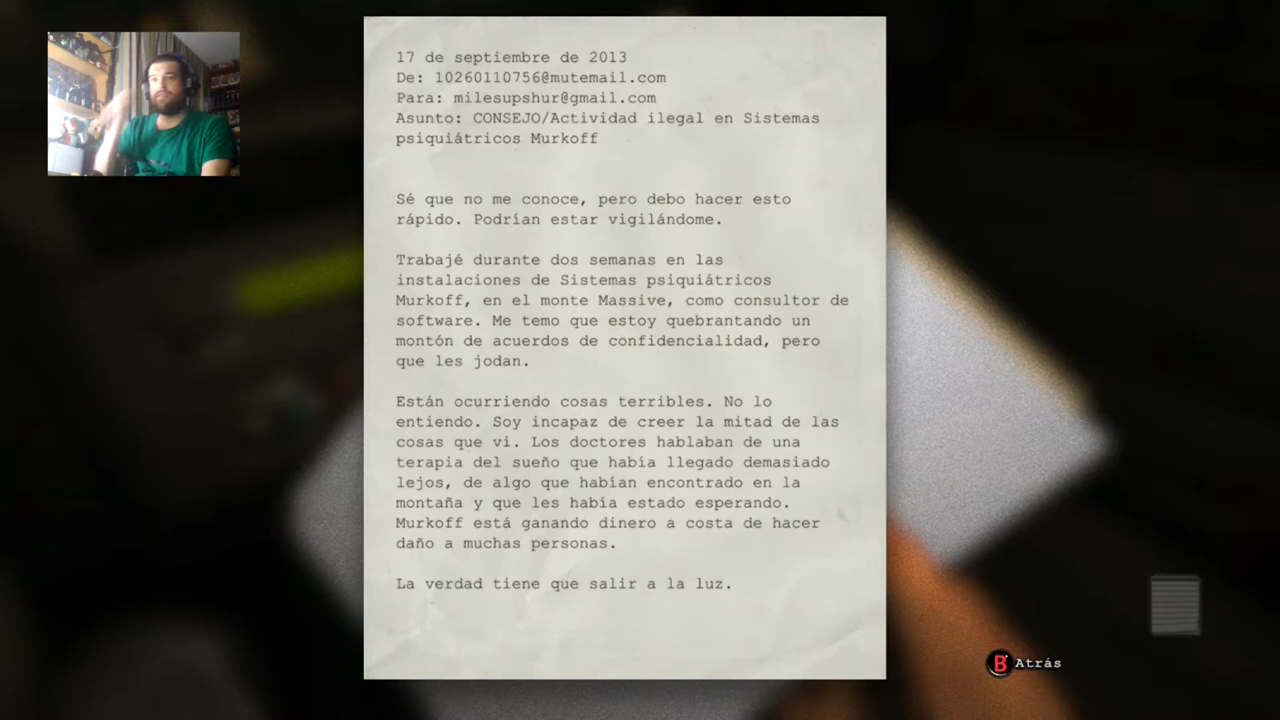 17 de septiembre de 2013
De: 10260110756@mutemail.com
Para: milesupshur@gmail.com
Asunto: CONSEJO/Actividad ilegal en Sistemas
psiquiátricos Murkoff
Sé que no me conoce, pero debo hacer esto
rápido. Podrían estar vigilándome.
Trabajé durante dos semanas en las
instalaciones de Sistemas psiquiátricos
Murkoff, en el monte Massive, como consultor de
software. Me temo que estoy quebrantando un
montón de acuerdos de confidencialidad, pero
que les jodan.
Están ocurriendo cosas terribles. No lo
entiendo. Soy incapaz de creer la mitad de las
cosas que vi. Los doctores hablaban de una
terapia del sueño que había llegado demasiado
lejos, de algo que habían encontrado en la
montaña y que les había estado esperando.
Murkoff está ganando dinero a costa de hacer
daño a muchas personas.
La verdad tiene que salir a la luz.
B Atrás